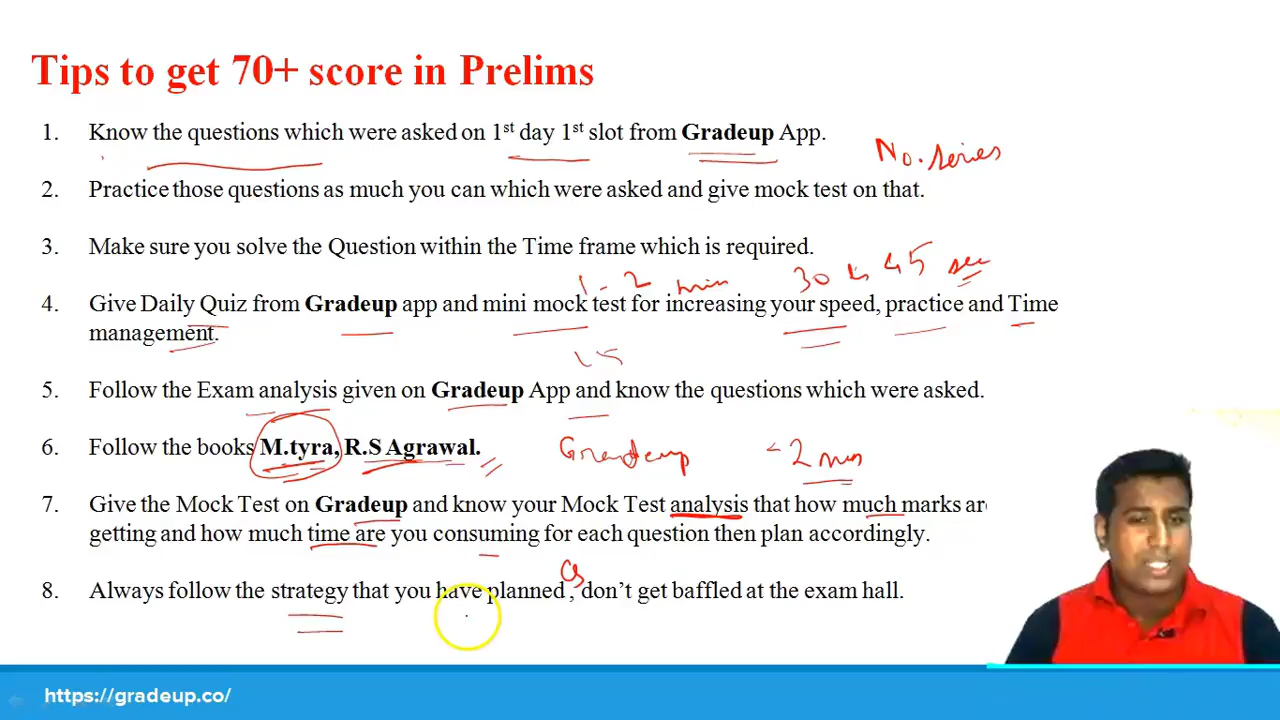 Tips to get 70+ score in Prelims
1. Know the questions which were asked on 1st day 1st slot from Gradeup App.
No. series
2. Practice those questions as much you can which were asked and give mock test on that.
3. Make sure you solve the Question within the Time frame which is required.
1 - 2 min 30 to 45 sec
4. Give Daily Quiz from Gradeup app and mini mock test for increasing your speed, practice and Time
management.
15
5. Follow the Exam analysis given on Gradeup App and know the questions which were asked.
6. Follow the books M.tyra, R.S Agrawal. Gradeup 2 min
7. Give the Mock Test on Gradeup and know your Mock Test analysis that how much marks are
getting and how much time are you consuming for each question then plan accordingly.
8. Always follow the strategy that you have planned , don't get baffled at the exam hall.
https://gradeup.co/